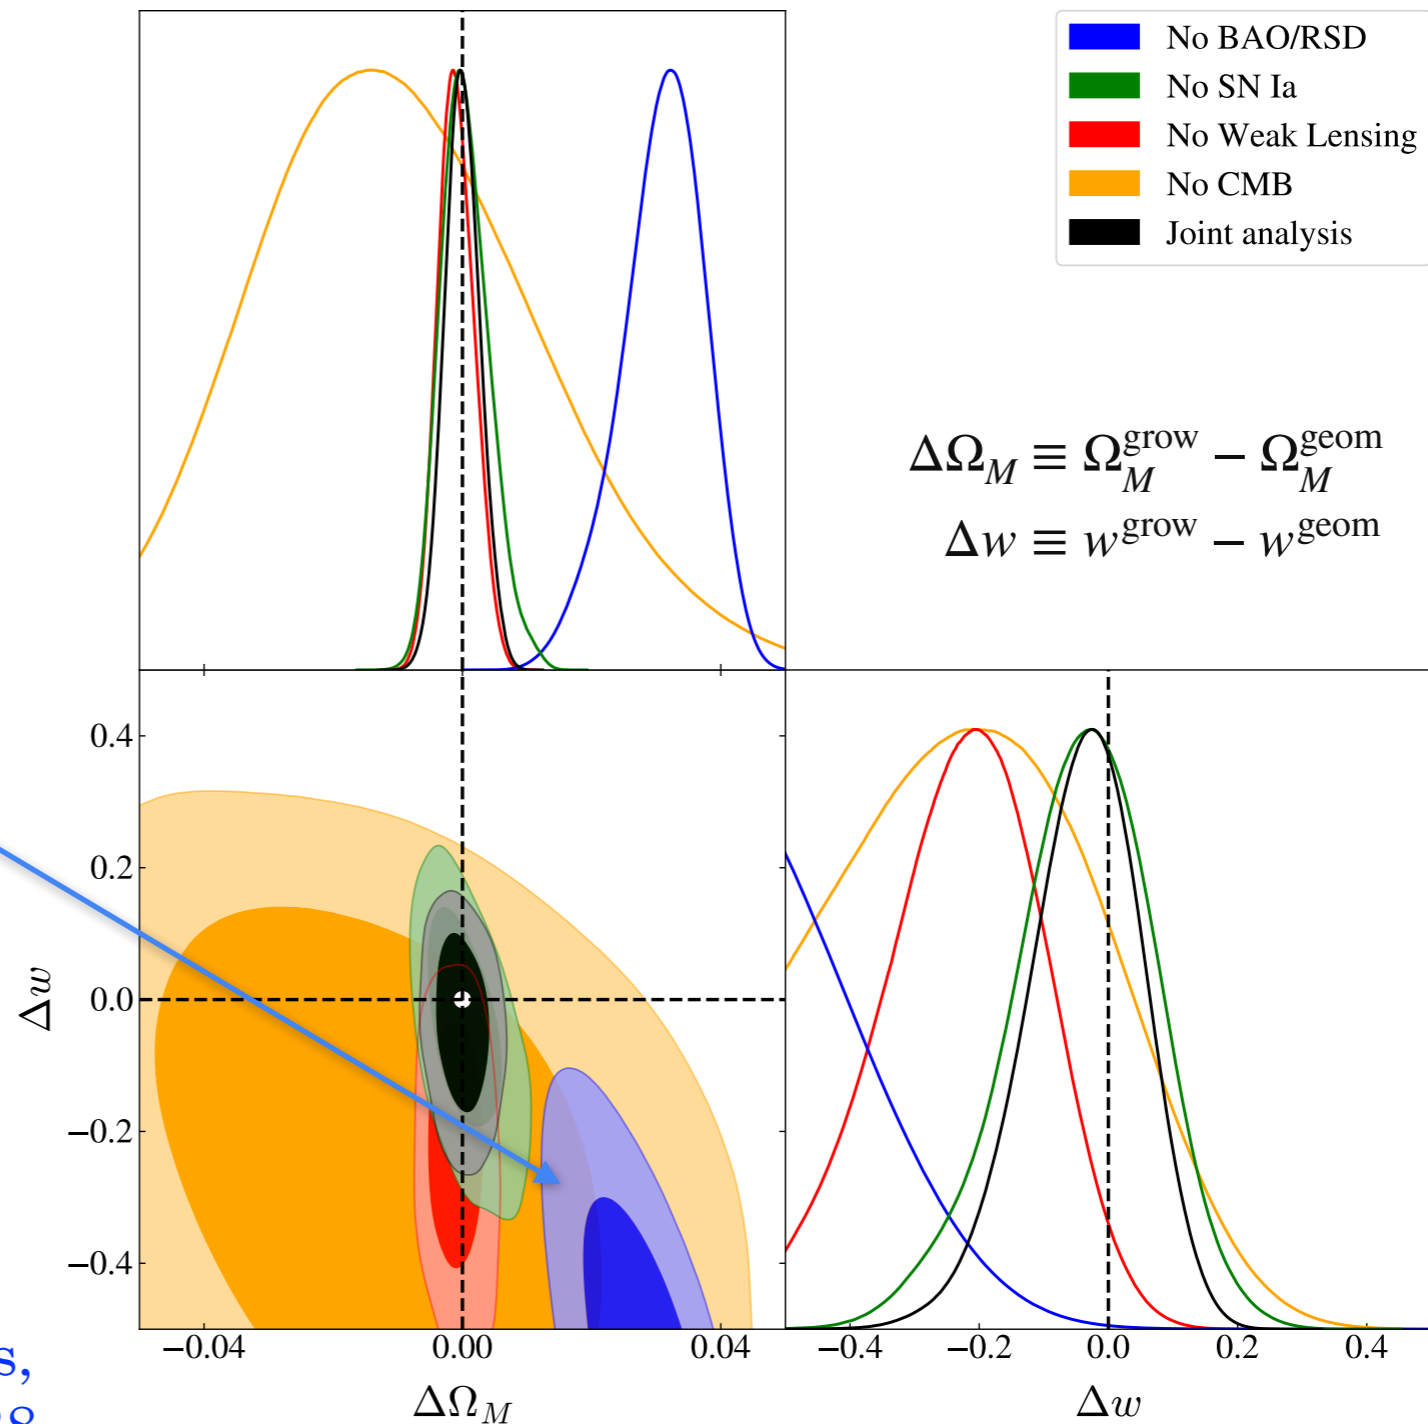 No BAO/RSD
No SN Ia
No Weak Lensing
No CMB
Joint analysis
ΔΩ_M ≡ Ω_M^grow − Ω_M^geom
Δw ≡ w^grow − w^geom
0.4
0.2
0.0
−0.2
−0.4
Δw
−0.04 0.00 0.04
ΔΩ_M
−0.4 −0.2 0.0 0.2 0.4
Δw
s,